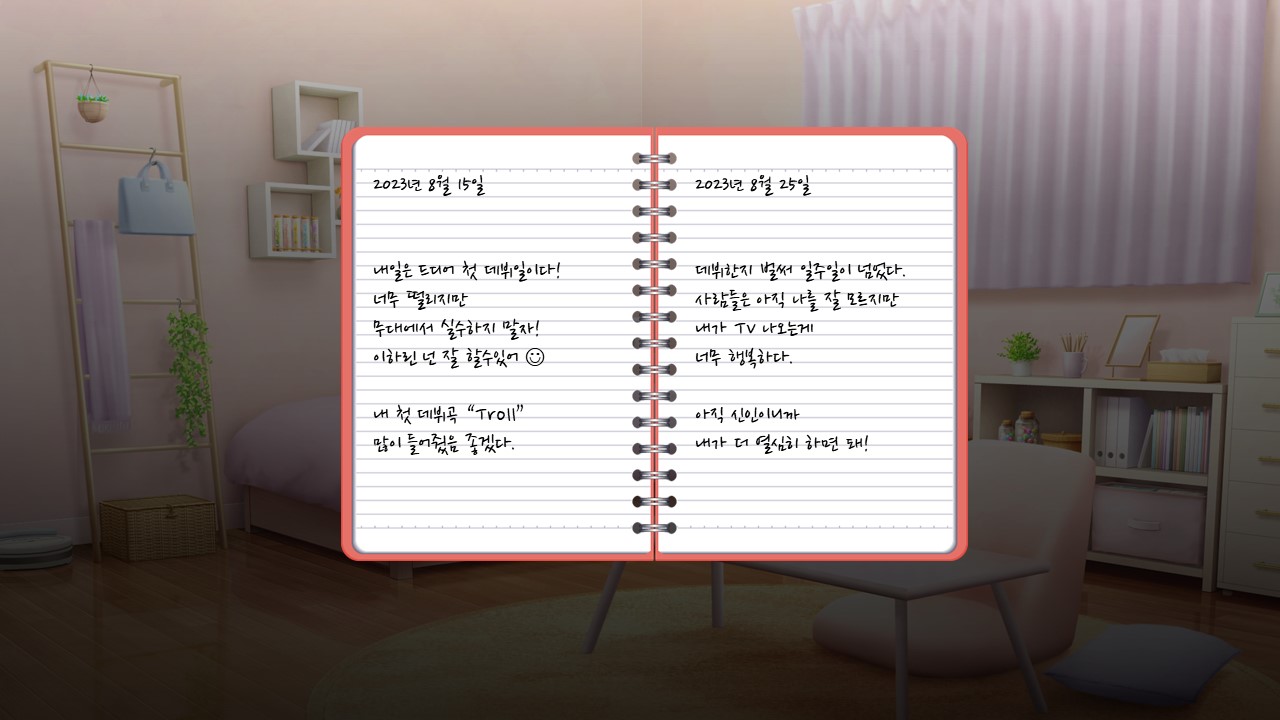 2023년 8월 15일
내일은 드디어 첫 데뷔일이다!
너무 떨리지만
무대에서 실수하지 말자!
이하린 넌 잘 할수있어 ☺
내 첫 데뷔곡 “Troll”
많이 들어줬음 좋겠다.
2023년 8월 25일
데뷔한지 벌써 일주일이 넘었다.
사람들은 아직 나를 잘 모르지만
내가 TV 나오는게
너무 행복하다.
아직 신인이니까
내가 더 열심히 하면 돼!